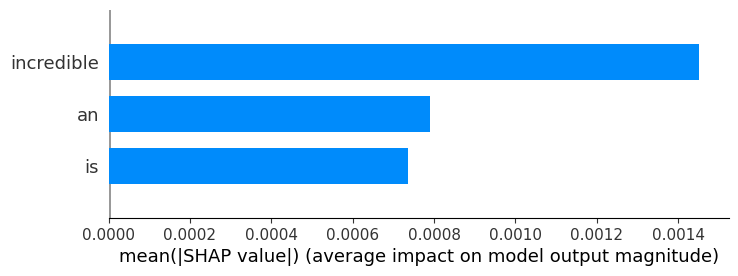 incredible
an
is
0.0000 0.0002 0.0004 0.0006 0.0008 0.0010 0.0012 0.0014
mean(|SHAP value|) (average impact on model output magnitude)